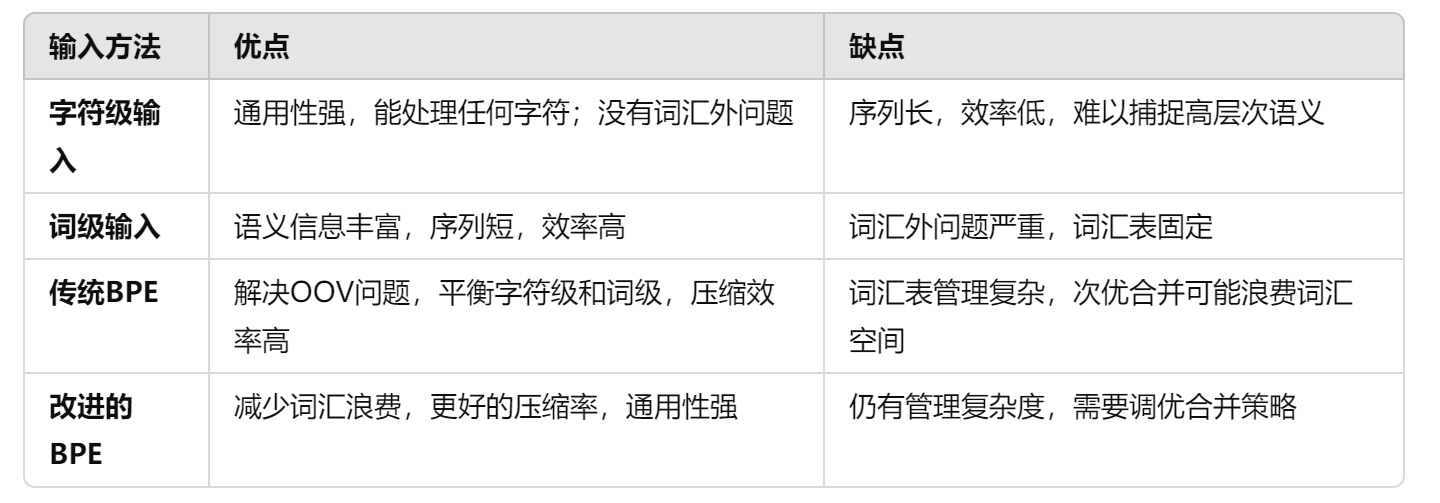 输入方法 优点 缺点
字符级输 通用性强，能处理任何字符；没有词汇外问题 序列长，效率低，难以捕捉高层次语义
入
词级输入 语义信息丰富，序列短，效率高 词汇外问题严重，词汇表固定
传统BPE 解决OOV问题，平衡字符级和词级，压缩效 词汇表管理复杂，次优合并可能浪费词汇
率高 空间
改进的 减少词汇浪费，更好的压缩率，通用性强 仍有管理复杂度，需要调优合并策略
BPE